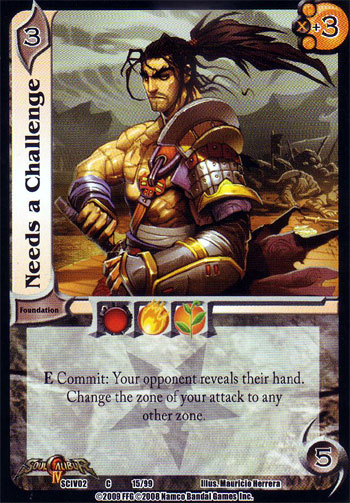 3
+3
Needs a Challenge
Foundation
E Commit: Your opponent reveals their hand.
Change the zone of your attack to any
other zone.
5
SOULCALIBUR
IV
SCIV02 C 15/99 Illus. Mauricio Herrera
©2009 FFG ©2008 Namco Bandai Games Inc.